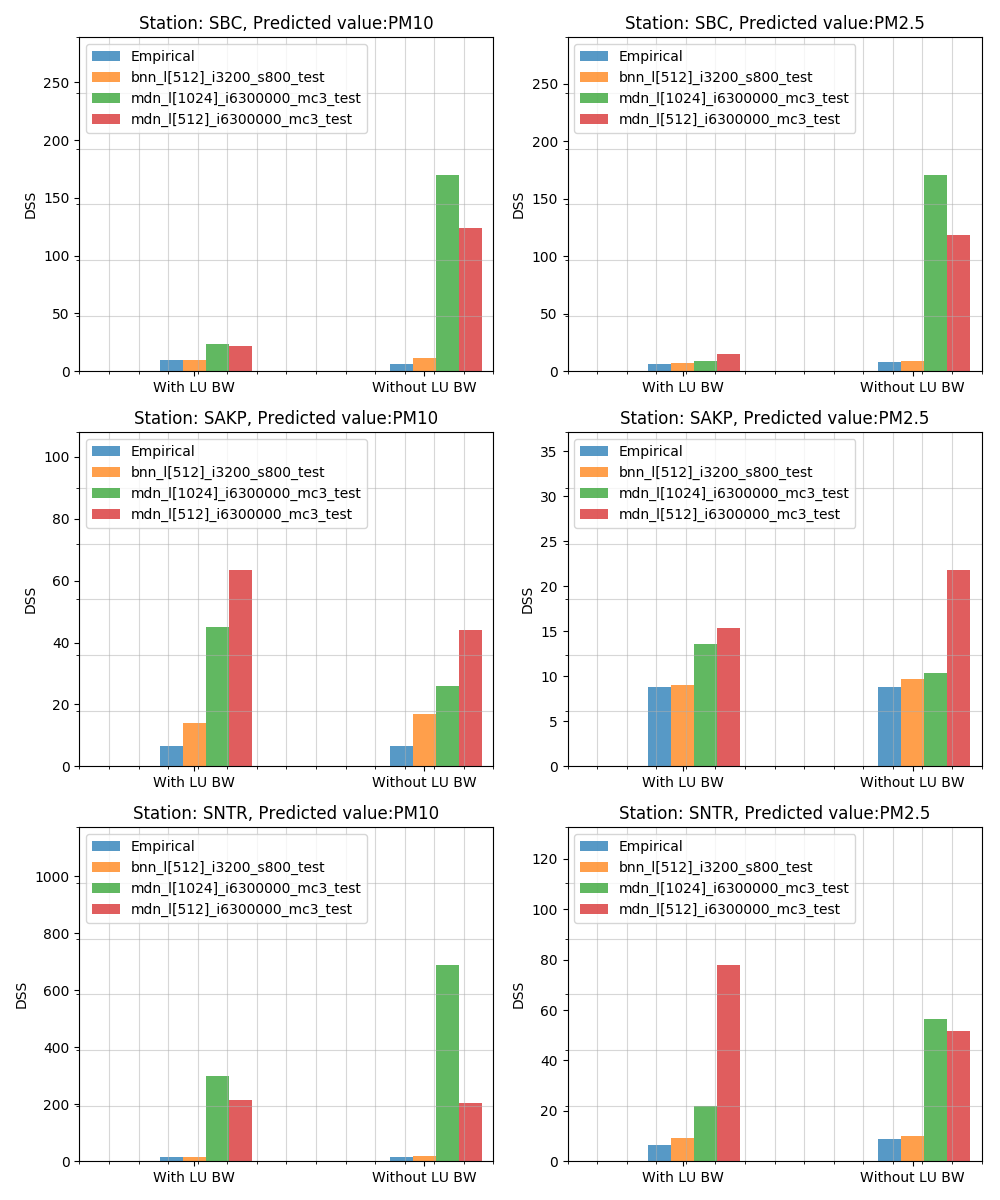 Station: SBC, Predicted value:PM10
Empirical
bnn_l[512]_i3200_s800_test
mdn_l[1024]_i6300000_mc3_test
mdn_l[512]_i6300000_mc3_test
DSS
250
200
150
100
50
0
With LU BW
Without LU BW
Station: SBC, Predicted value:PM2.5
Empirical
bnn_l[512]_i3200_s800_test
mdn_l[1024]_i6300000_mc3_test
mdn_l[512]_i6300000_mc3_test
DSS
250
200
150
100
50
0
With LU BW
Without LU BW
Station: SAKP, Predicted value:PM10
Empirical
bnn_l[512]_i3200_s800_test
mdn_l[1024]_i6300000_mc3_test
mdn_l[512]_i6300000_mc3_test
DSS
100
80
60
40
20
0
With LU BW
Without LU BW
Station: SAKP, Predicted value:PM2.5
Empirical
bnn_l[512]_i3200_s800_test
mdn_l[1024]_i6300000_mc3_test
mdn_l[512]_i6300000_mc3_test
DSS
35
30
25
20
15
10
5
0
With LU BW
Without LU BW
Station: SNTR, Predicted value:PM10
Empirical
bnn_l[512]_i3200_s800_test
mdn_l[1024]_i6300000_mc3_test
mdn_l[512]_i6300000_mc3_test
DSS
1000
800
600
400
200
0
With LU BW
Without LU BW
Station: SNTR, Predicted value:PM2.5
Empirical
bnn_l[512]_i3200_s800_test
mdn_l[1024]_i6300000_mc3_test
mdn_l[512]_i6300000_mc3_test
DSS
120
100
80
60
40
20
0
With LU BW
Without LU BW